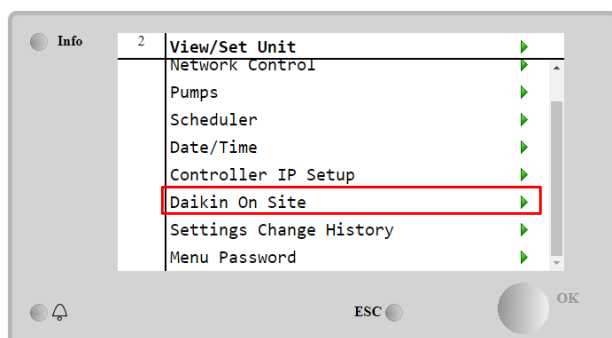 Info
2 View/Set Unit
Network Control
Pumps
Scheduler
Date/Time
Controller IP Setup
Daikin On Site
Settings Change History
Menu Password
ESC
OK